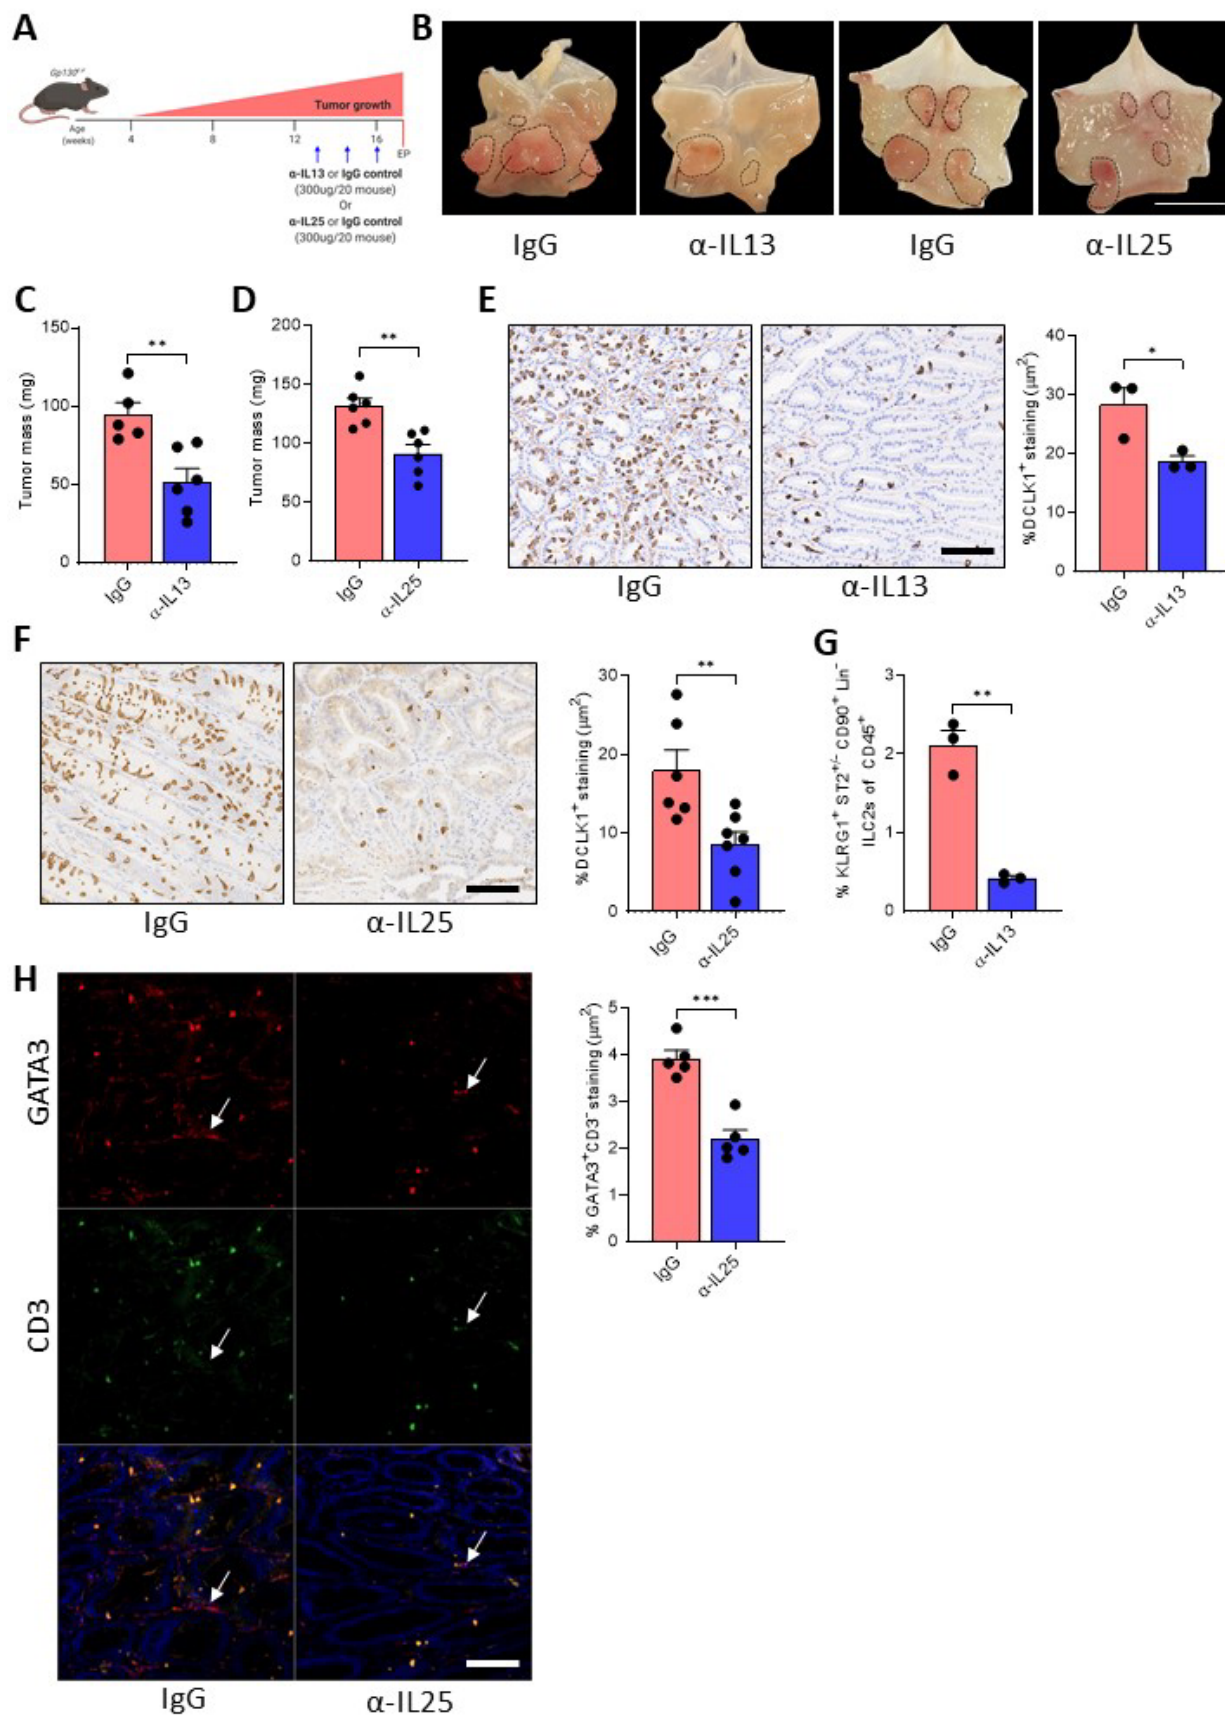 A
Gp130F/F
Tumor growth
Age
(weeks)
4
8
12
16
EP
α-IL13 or IgG control
(300ug/20 mouse)
Or
α-IL25 or IgG control
(300ug/20 mouse)
B
IgG
α-IL13
IgG
α-IL25
C
Tumor mass (mg)
150
100
50
0
**
IgG
α-IL13
D
Tumor mass (mg)
200
150
100
50
0
**
IgG
α-IL25
E
IgG
α-IL13
%DCLK1+ staining (μm2)
40
30
20
10
0
*
IgG
α-IL13
F
IgG
α-IL25
%DCLK1+ staining (μm2)
30
20
10
0
**
IgG
α-IL25
G
% KLRG1+ ST2+/- CD90+ Lin-
ILC2s of CD45+
3
2
1
0
**
IgG
α-IL13
H
GATA3
CD3
IgG
α-IL25
% GATA3+CD3- staining (μm2)
5
4
3
2
1
0
***
IgG
α-IL25